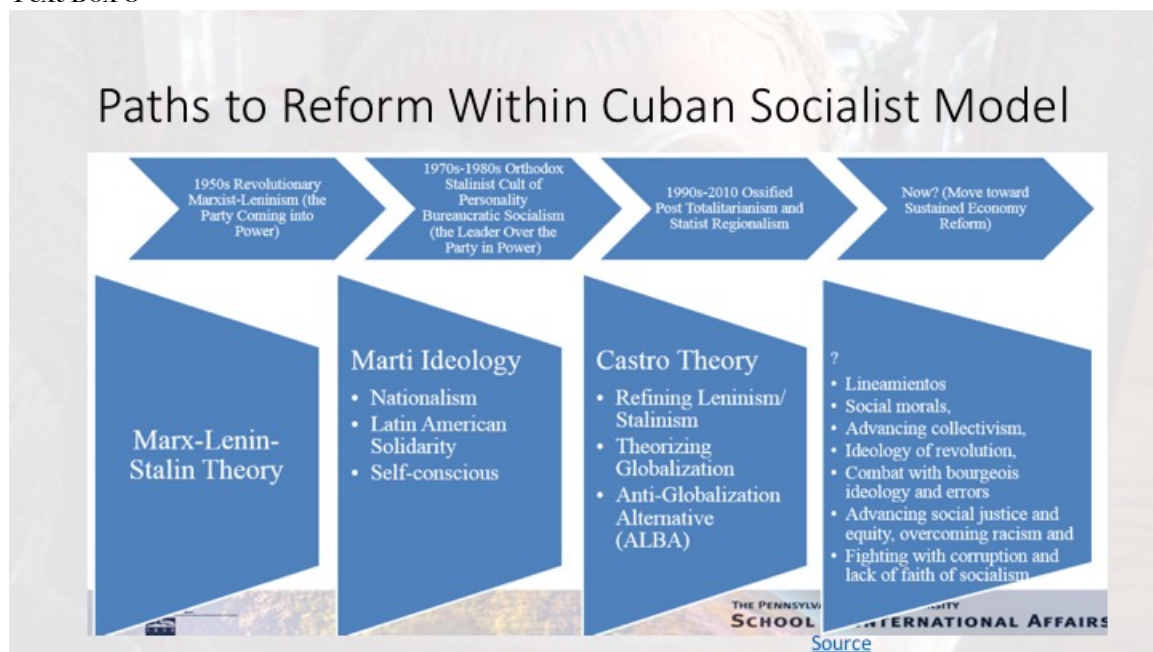 Paths to Reform Within Cuban Socialist Model
1950s Revolutionary
Marxist-Leninism (the
Party Coming into
Power)
1970s-1980s Orthodox
Stalinist Cult of
Personality
Bureaucratic Socialism
(the Leader Over the
Party in Power)
1990s-2010 Ossified
Post Totalitarianism and
Statist Regionalism
Now? (Move toward
Sustained Economy
Reform)
Marx-Lenin-
Stalin Theory
Marti Ideology
• Nationalism
• Latin American
Solidarity
• Self-conscious
Castro Theory
• Refining Leninism/
Stalinism
• Theorizing
Globalization
• Anti-Globalization
Alternative
(ALBA)
?
• Lineamientos
• Social morals,
• Advancing collectivism,
• Ideology of revolution,
• Combat with bourgeois
ideology and errors
• Advancing social justice and
equity, overcoming racism and
• Fighting with corruption and
lack of faith of socialism
THE
SCHOOL AFFAIRS
Source